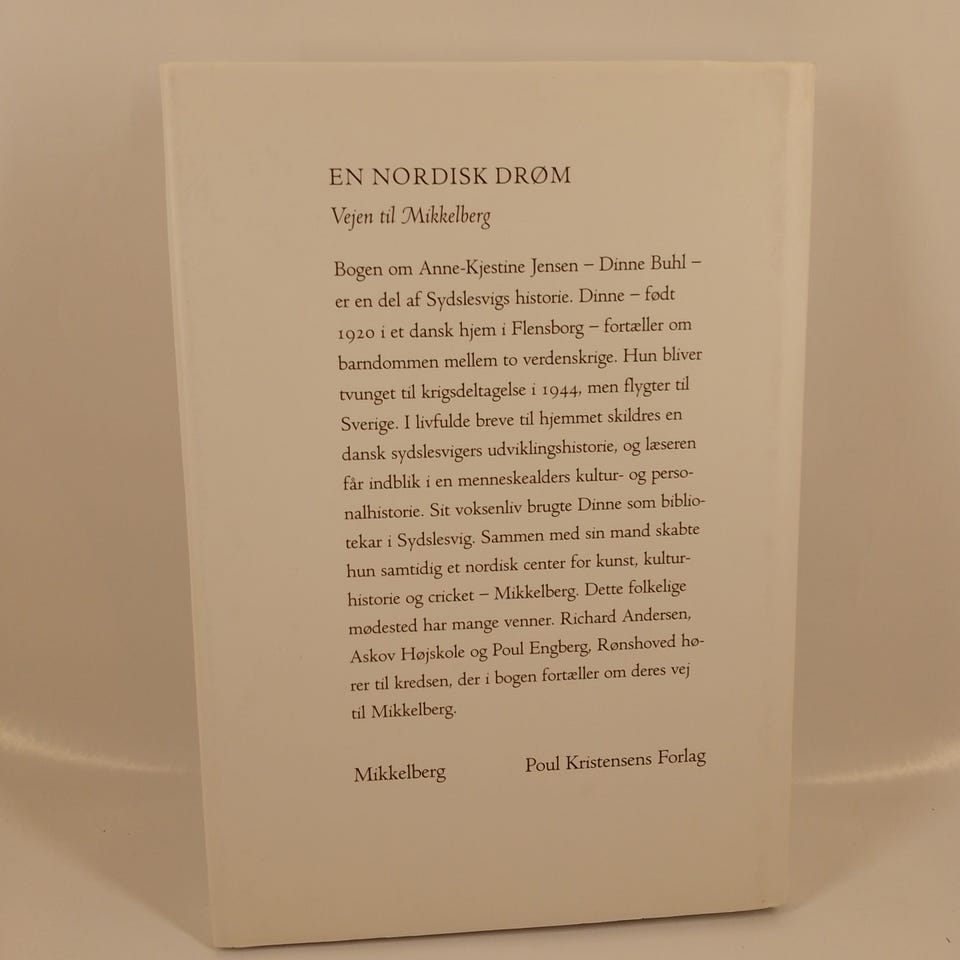 EN NORDISK DRØM
Vejen til Mikkelberg
Bogen om Anne-Kjestine Jensen – Dinne Buhl –
er en del af Sydslesvigs historie. Dinne – født
1920 i et dansk hjem i Flensborg – fortæller om
barndommen mellem to verdenskrige. Hun bliver
tvunget til krigsdeltagelse i 1944, men flygter til
Sverige. I livfulde breve til hjemmet skildres en
dansk sydslesvigers udviklingshistorie, og læseren
får indblik i en menneskealders kultur- og perso-
nalhistorie. Sit voksenliv brugte Dinne som biblio-
tekar i Sydslesvig. Sammen med sin mand skabte
hun samtidig et nordisk center for kunst, kultur-
historie og cricket – Mikkelberg. Dette folkelige
mødested har mange venner. Richard Andersen,
Askov Højskole og Poul Engberg, Rønshoved hø-
rer til kredsen, der i bogen fortæller om deres vej
til Mikkelberg.
Mikkelberg Poul Kristensens Forlag